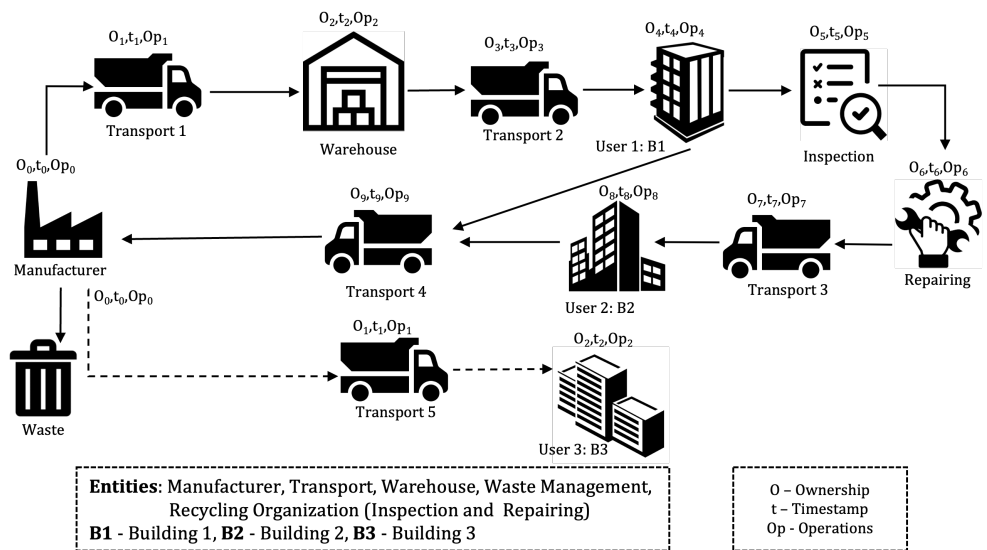 O₁,t₁,Op₁
O₂,t₂,Op₂
O₃,t₃,Op₃
O₄,t₄,Op₄
O₅,t₅,Op₅
Transport 1
Warehouse
Transport 2
User 1: B1
Inspection
O₀,t₀,Op₀
O₉,t₉,Op₉
O₈,t₈,Op₈
O₇,t₇,Op₇
O₆,t₆,Op₆
Manufacturer
Transport 4
User 2: B2
Transport 3
Repairing
O₀,t₀,Op₀
O₁,t₁,Op₁
O₂,t₂,Op₂
Waste
Transport 5
User 3: B3
Entities: Manufacturer, Transport, Warehouse, Waste Management,
Recycling Organization (Inspection and Repairing)
B1 - Building 1, B2 - Building 2, B3 - Building 3
O – Ownership
t – Timestamp
Op - Operations